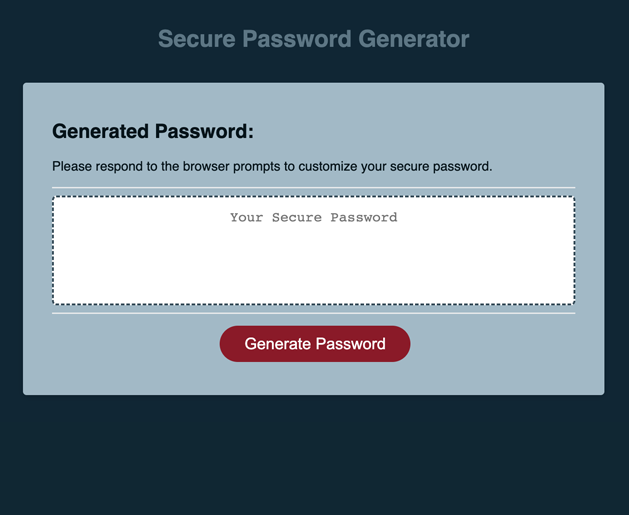 Secure Password Generator
Generated Password:
Please respond to the browser prompts to customize your secure password.
Your Secure Password
Generate Password